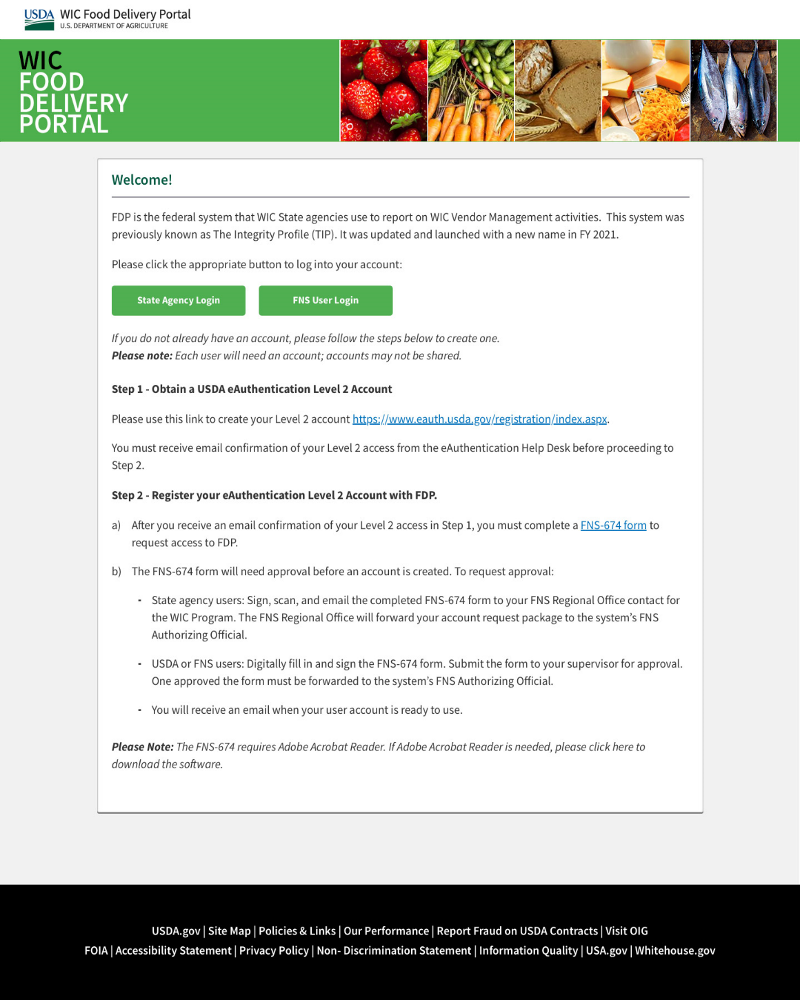 USDA WIC Food Delivery Portal
U.S. DEPARTMENT OF AGRICULTURE
WIC
FOOD
DELIVERY
PORTAL
Welcome!
FDP is the federal system that WIC State agencies use to report on WIC Vendor Management activities.  This system was
previously known as The Integrity Profile (TIP). It was updated and launched with a new name in FY 2021.
Please click the appropriate button to log into your account:
State Agency Login
FNS User Login
If you do not already have an account, please follow the steps below to create one.
Please note: Each user will need an account; accounts may not be shared.
Step 1 - Obtain a USDA eAuthentication Level 2 Account
Please use this link to create your Level 2 account https://www.eauth.usda.gov/registration/index.aspx.
You must receive email confirmation of your Level 2 access from the eAuthentication Help Desk before proceeding to
Step 2.
Step 2 - Register your eAuthentication Level 2 Account with FDP.
a) After you receive an email confirmation of your Level 2 access in Step 1, you must complete a FNS-674 form to
request access to FDP.
b) The FNS-674 form will need approval before an account is created. To request approval:
- State agency users: Sign, scan, and email the completed FNS-674 form to your FNS Regional Office contact for
the WIC Program. The FNS Regional Office will forward your account request package to the system’s FNS
Authorizing Official.
- USDA or FNS users: Digitally fill in and sign the FNS-674 form. Submit the form to your supervisor for approval.
One approved the form must be forwarded to the system’s FNS Authorizing Official.
- You will receive an email when your user account is ready to use.
Please Note: The FNS-674 requires Adobe Acrobat Reader. If Adobe Acrobat Reader is needed, please click here to
download the software.
USDA.gov | Site Map | Policies & Links | Our Performance | Report Fraud on USDA Contracts | Visit OIG
FOIA | Accessibility Statement | Privacy Policy | Non- Discrimination Statement | Information Quality | USA.gov | Whitehouse.gov